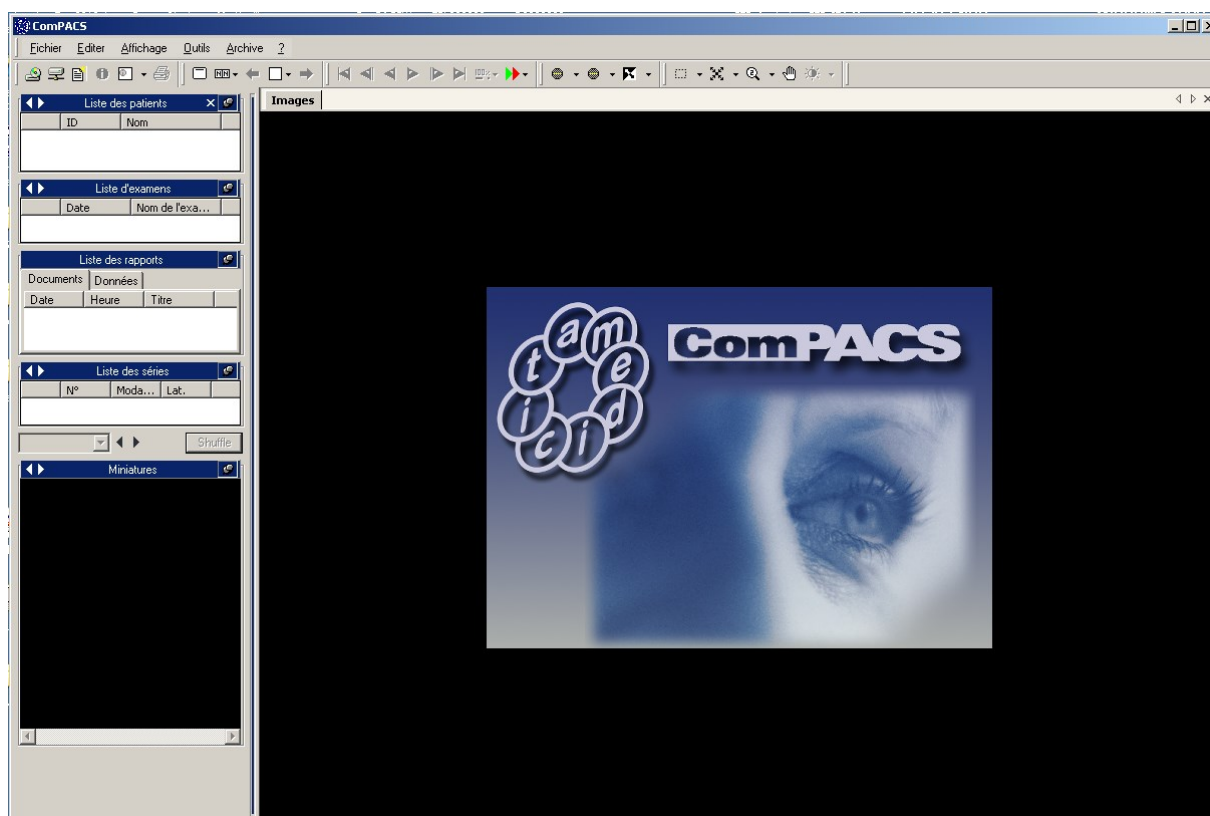 ComPACS
Fichier Editer Affichage Outils Archive ?
Liste des patients
ID Nom
Liste d'examens
Date Nom de l'exa...
Liste des rapports
Documents Données
Date Heure Titre
Liste des séries
N° Moda... Lat.
Shuffle
Miniatures
Images
medicimatic
ComPACS